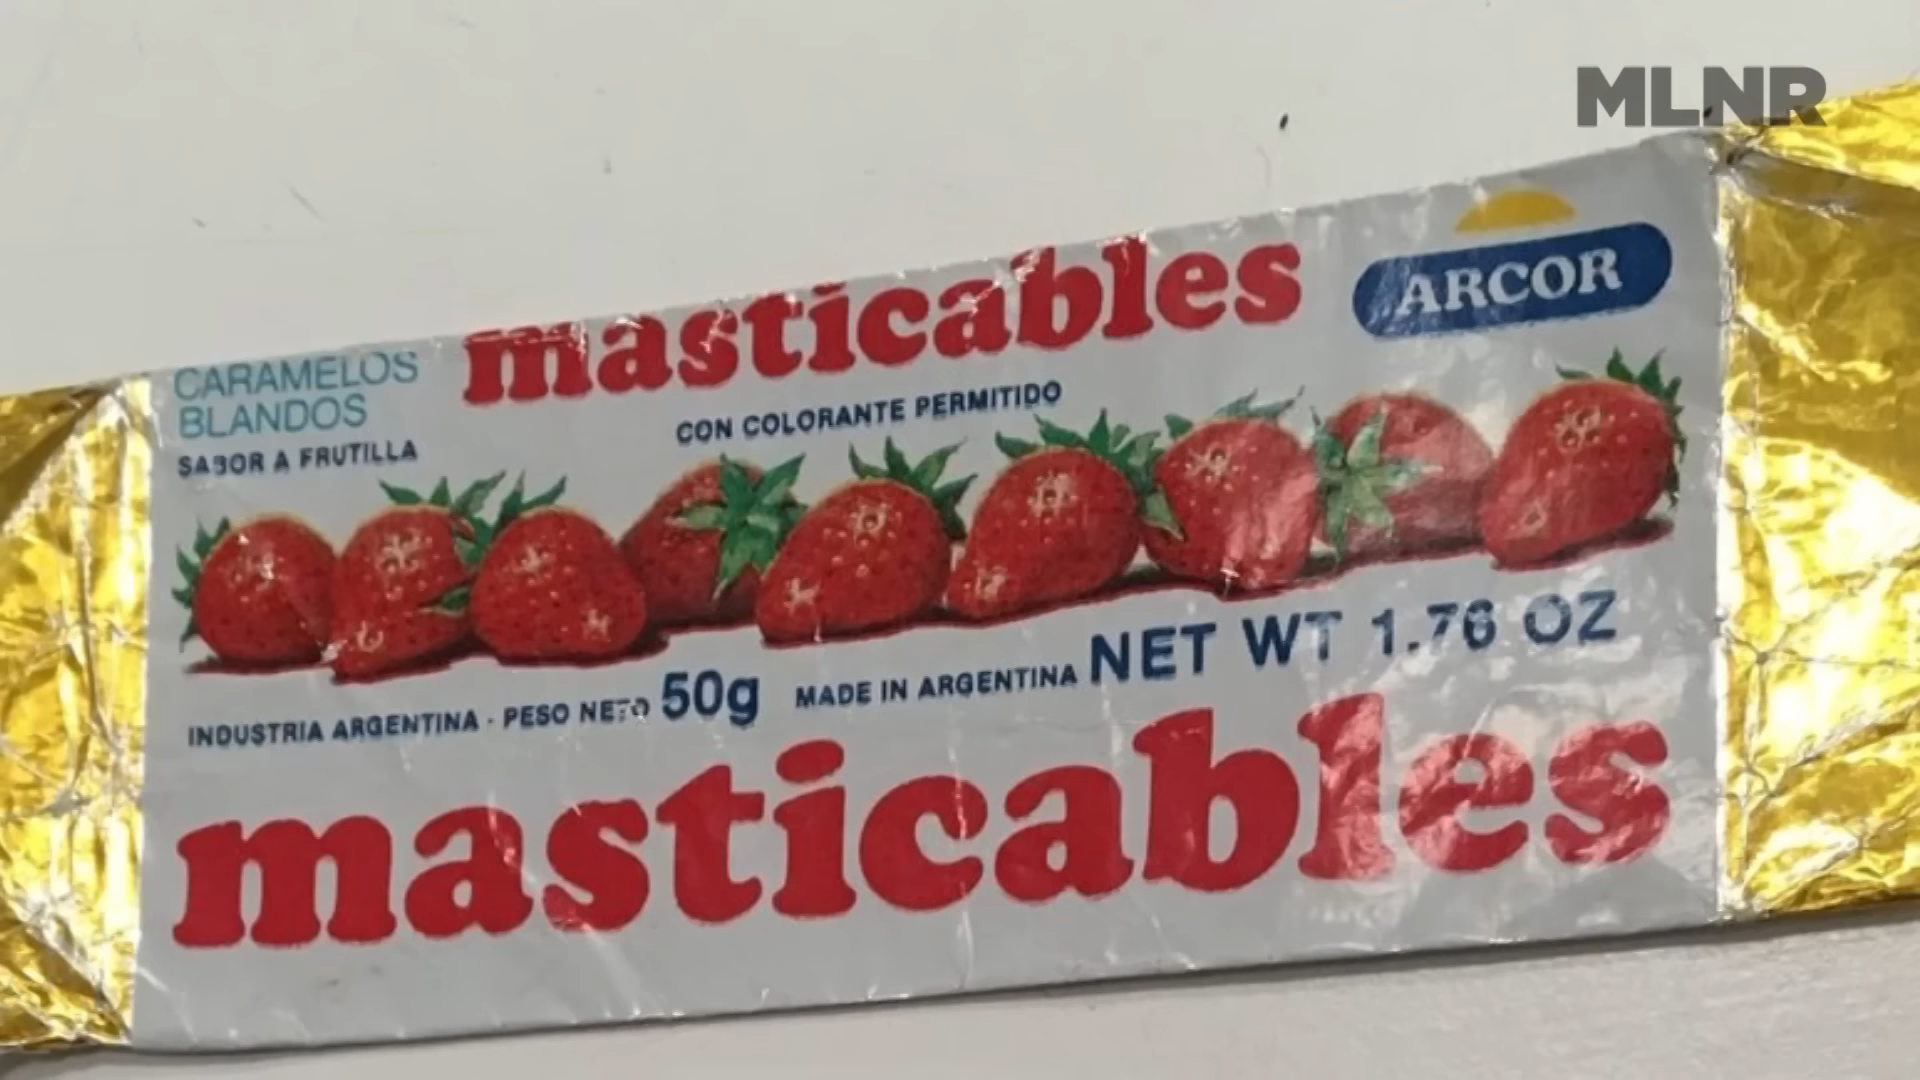 MLNR
masticables
ARCOR
CARAMELOS
BLANDOS
SABOR A FRUTILLA
CON COLORANTE PERMITIDO
INDUSTRIA ARGENTINA - PESO NETO 50g MADE IN ARGENTINA NET WT 1.76 OZ
masticables